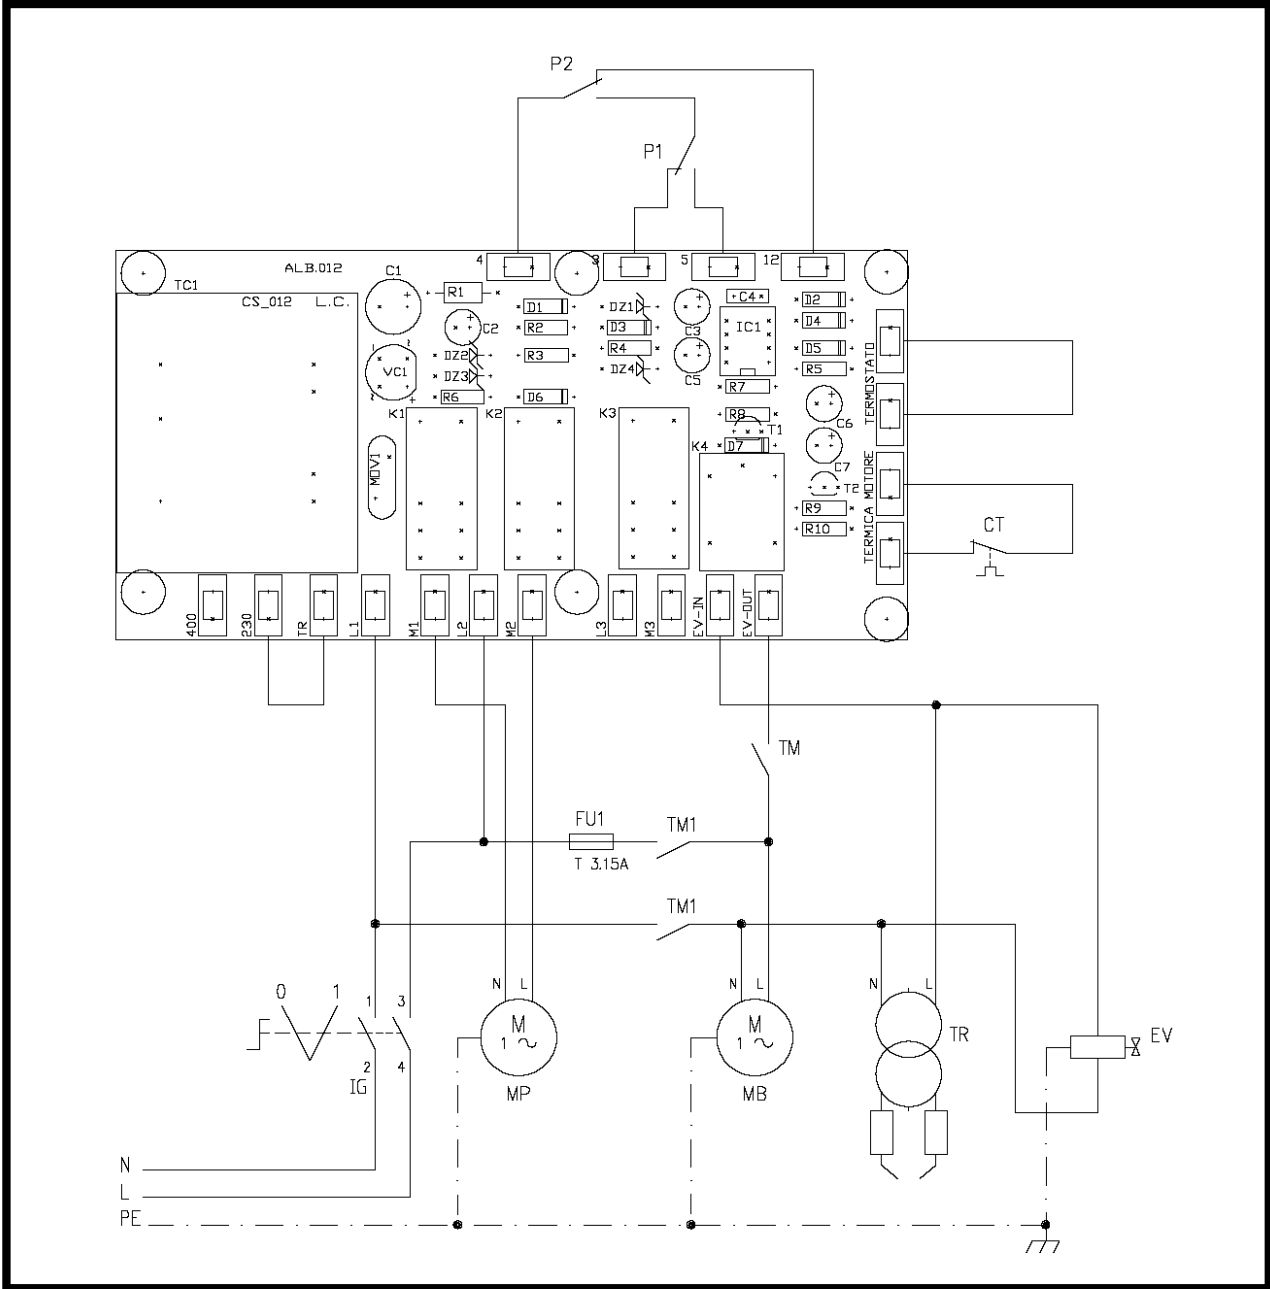 P2
P1
4
3
5
12
ALB.012
TC1
C1
CS_012 L.C.
R1
D1
DZ1
C4
D2
C2
R2
D3
C3
IC1
D4
DZ2
R3
R4
D5
VC1
DZ3
DZ4
C5
R5
R6
D6
R7
TERMOSTATO
K1
K2
K3
R8
T1
C6
K4
D7
MOV1
C7
T2
TERMICA MOTORE
R9
R10
CT
400
230
TR
L1
M1
L2
M2
L3
M3
EV-IN
EV-OUT
TM
FU1
TM1
T 3.15A
TM1
N L
N L
N L
0 1
1 3
M
1 ~
M
1 ~
TR
EV
2 4
IG
MP
MB
N
L
PE